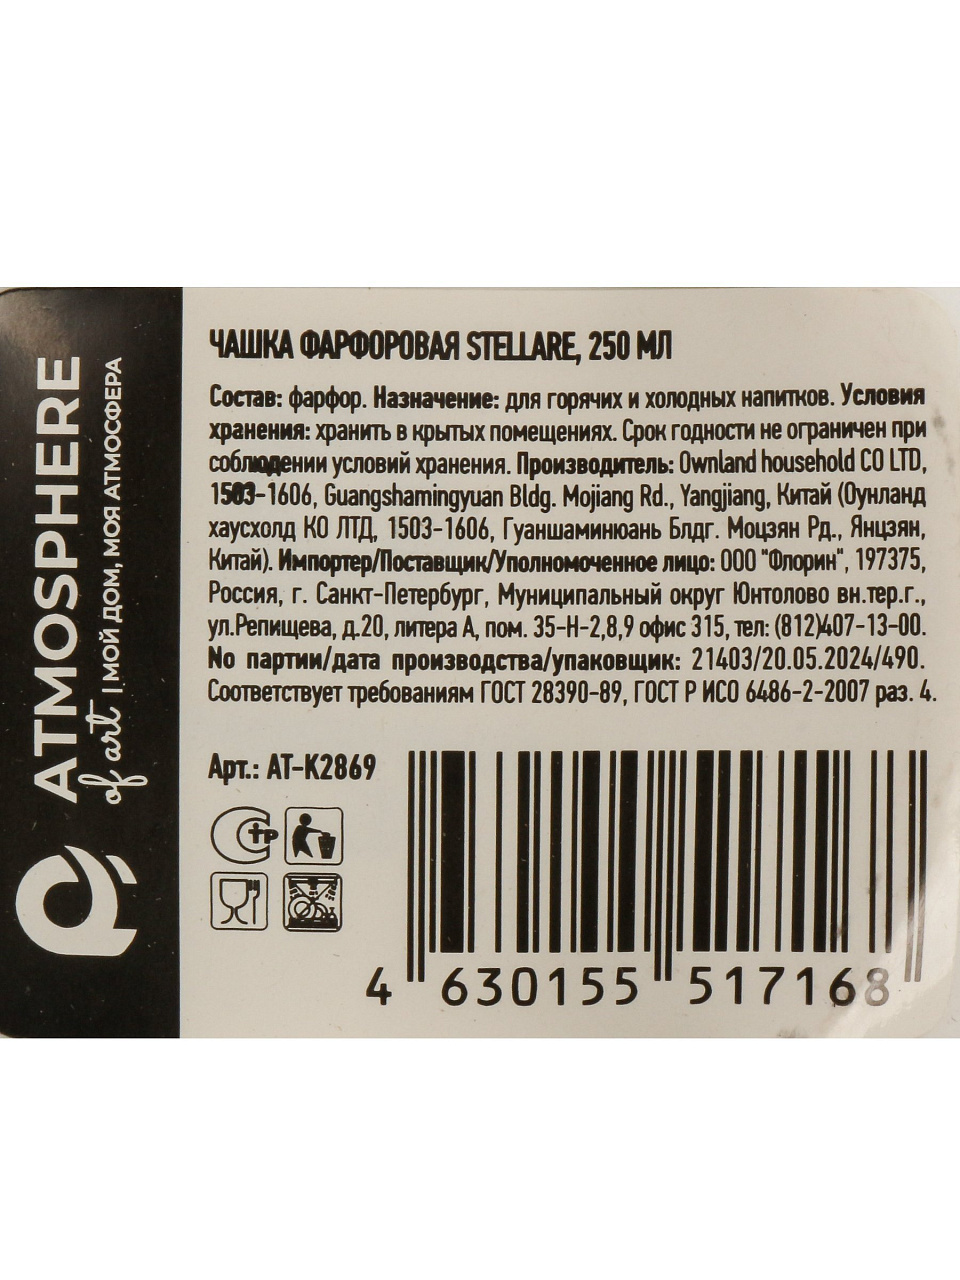 ATMOSPHERE
of art | МОЙ ДОМ, МОЯ АТМОСФЕРА
ЧАШКА ФАРФОРОВАЯ STELLARE, 250 МЛ
Состав: фарфор. Назначение: для горячих и холодных напитков. Условия
хранения: хранить в крытых помещениях. Срок годности не ограничен при
соблюдении условий хранения. Производитель: Ownland household CO LTD,
1503-1606, Guangshamingyuan Bldg. Mojiang Rd., Yangjiang, Китай (Оунланд
хаусхолд КО ЛТД, 1503-1606, Гуаншаминюань Блдг. Моцзян Рд., Янцзян,
Китай). Импортер/Поставщик/Уполномоченное лицо: ООО "Флорин", 197375,
Россия, г. Санкт-Петербург, Муниципальный округ Юнтолово вн.тер.г.,
ул.Репищева, д.20, литера А, пом. 35-Н-2,8,9 офис 315, тел: (812)407-13-00.
No партии/дата производства/упаковщик: 21403/20.05.2024/490.
Соответствует требованиям ГОСТ 28390-89, ГОСТ Р ИСО 6486-2-2007 раз. 4.
Арт.: AT-K2869
4 630155 517168